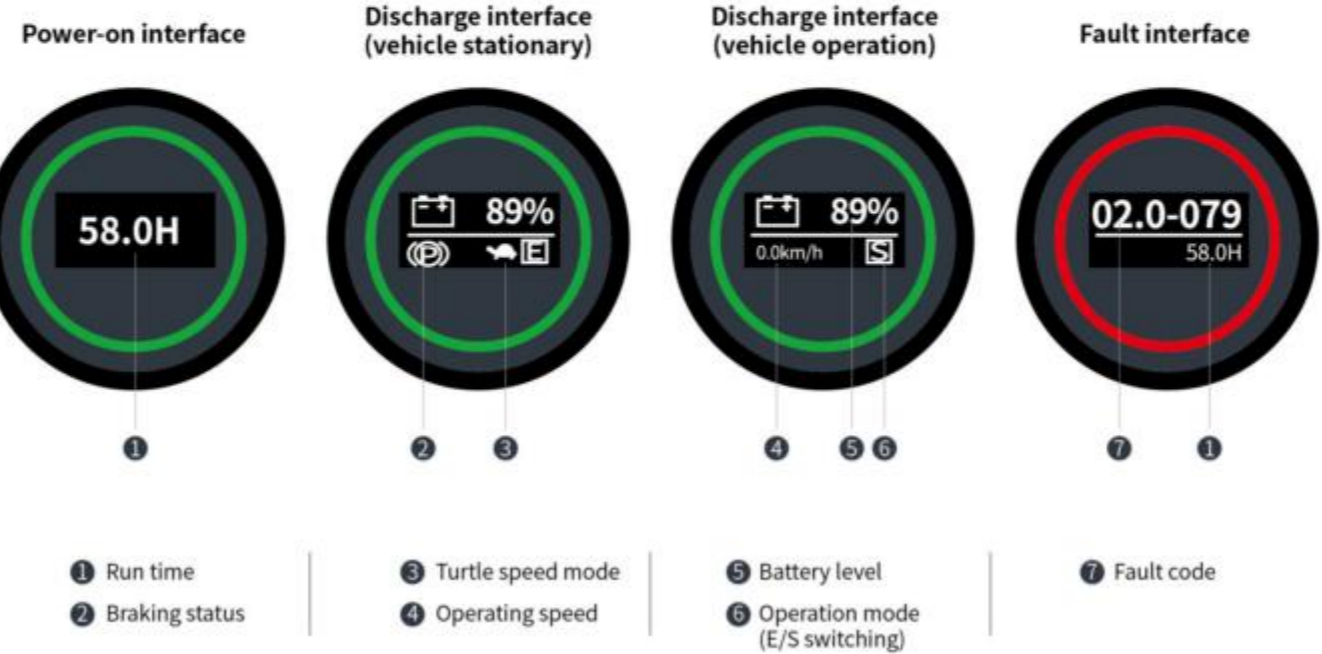 Power-on interface
Discharge interface
(vehicle stationary)
Discharge interface
(vehicle operation)
Fault interface
58.0H
89%
(P) E
89%
0.0km/h S
02.0-079
58.0H
1
2 3
4 5 6
7 1
1 Run time
2 Braking status
3 Turtle speed mode
4 Operating speed
5 Battery level
6 Operation mode
(E/S switching)
7 Fault code